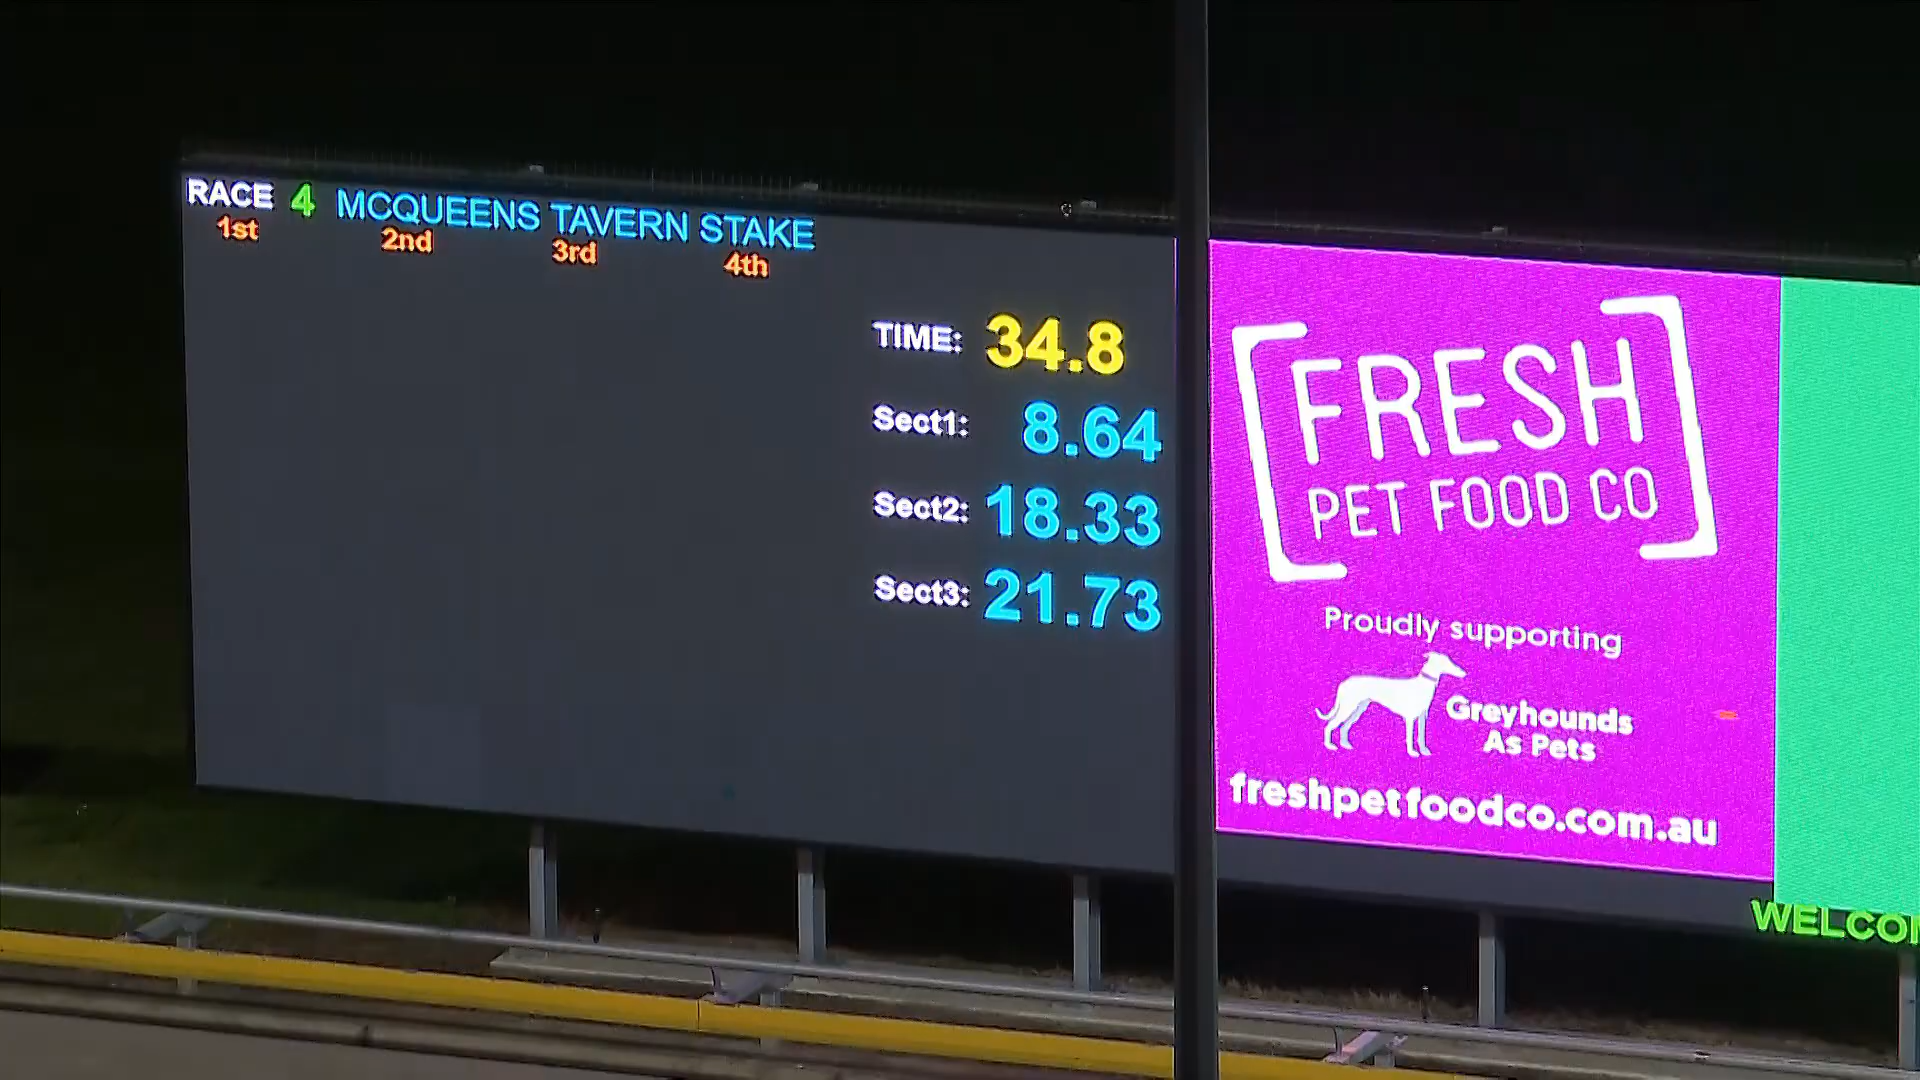 RACE 4 MCQUEENS TAVERN STAKE
1st 2nd 3rd 4th
TIME: 34.8
Sect1: 8.64
Sect2: 18.33
Sect3: 21.73
FRESH
PET FOOD CO
Proudly supporting
Greyhounds
As Pets
freshpetfoodco.com.au